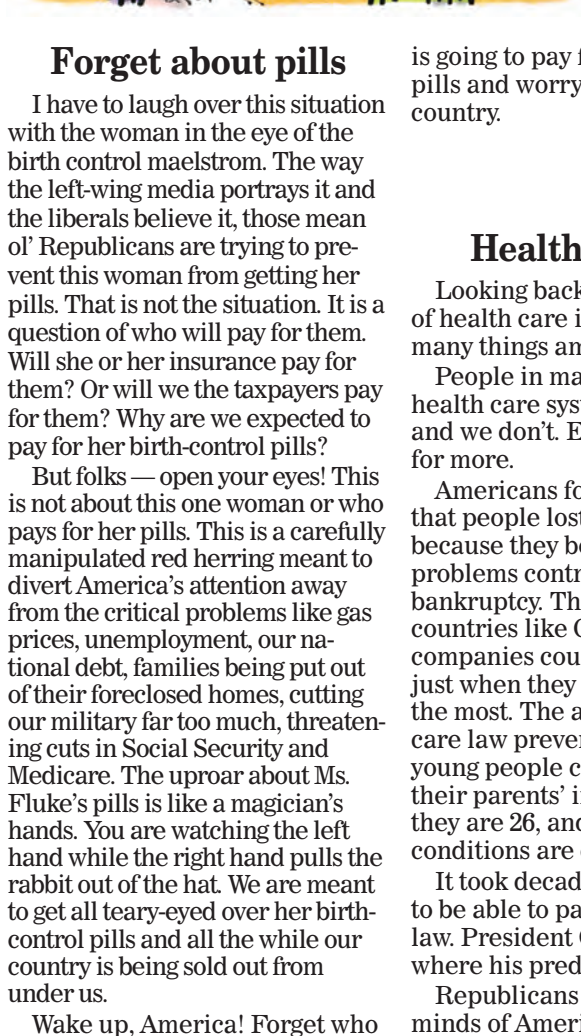 Forget about pills
I have to laugh over this situation
with the woman in the eye of the
birth control maelstrom. The way
the left-wing media portrays it and
the liberals believe it, those mean
ol’ Republicans are trying to pre-
vent this woman from getting her
pills. That is not the situation. It is a
question of who will pay for them.
Will she or her insurance pay for
them? Or will we the taxpayers pay
for them? Why are we expected to
pay for her birth-control pills?
But folks — open your eyes! This
is not about this one woman or who
pays for her pills. This is a carefully
manipulated red herring meant to
divert America’s attention away
from the critical problems like gas
prices, unemployment, our na-
tional debt, families being put out
of their foreclosed homes, cutting
our military far too much, threaten-
ing cuts in Social Security and
Medicare. The uproar about Ms.
Fluke’s pills is like a magician’s
hands. You are watching the left
hand while the right hand pulls the
rabbit out of the hat. We are meant
to get all teary-eyed over her birth-
control pills and all the while our
country is being sold out from
under us.
Wake up, America! Forget who
is going to pay
pills and worry
country.
Health
Looking back
of health care
many things
People in
health care
and we don’t.
for more.
Americans
that people lost
because they
problems
bankruptcy.
countries like
companies
just when they
the most. The
care law
young people
their parents’
they are 26, and
conditions are
It took
to be able to
law. President
where his
Republicans
minds of